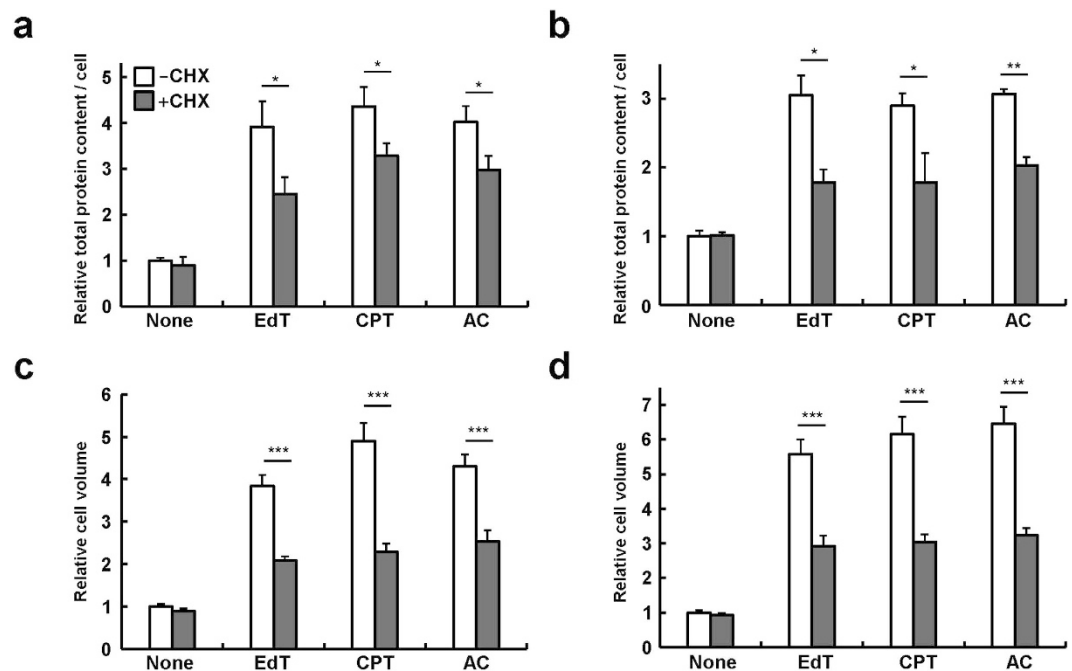 a
Relative total protein content / cell
5
4
3
2
1
0
−CHX
+CHX
*
*
*
None EdT CPT AC
b
Relative total protein content / cell
3
2
1
0
*
*
**
None EdT CPT AC
c
Relative cell volume
6
5
4
3
2
1
0
***
***
***
None EdT CPT AC
d
Relative cell volume
7
6
5
4
3
2
1
0
***
***
***
None EdT CPT AC